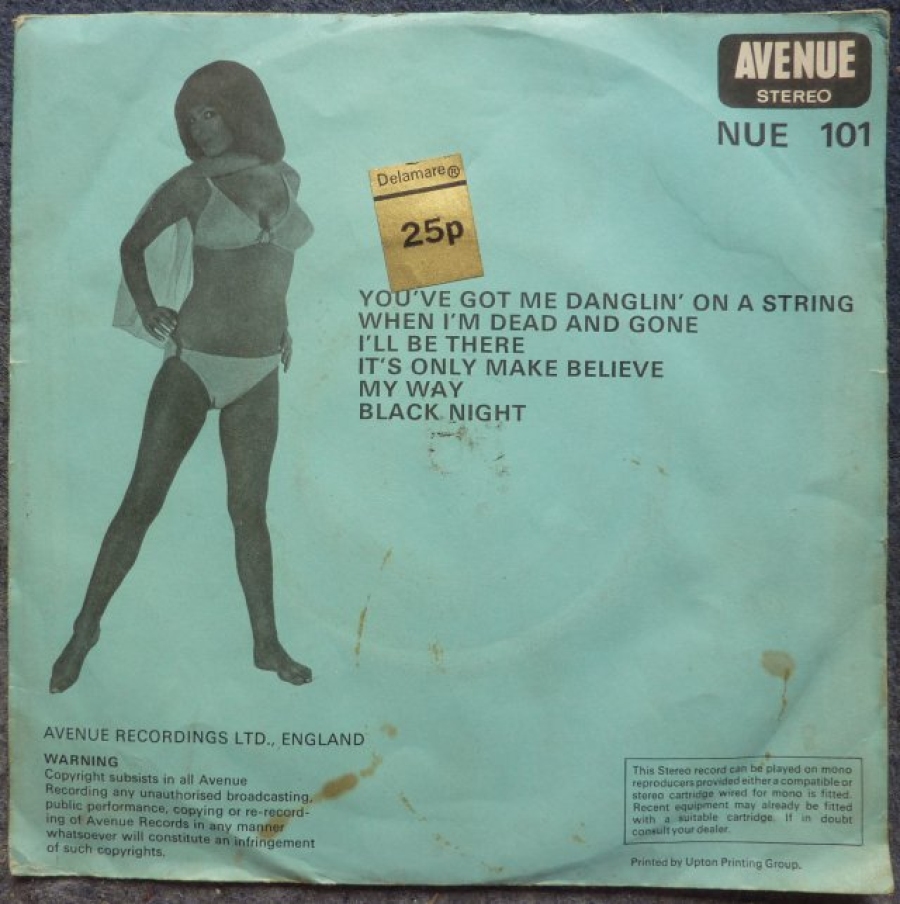 AVENUE
STEREO
NUE 101
Delamare®
25p
YOU'VE GOT ME DANGLIN' ON A STRING
WHEN I'M DEAD AND GONE
I'LL BE THERE
IT'S ONLY MAKE BELIEVE
MY WAY
BLACK NIGHT
AVENUE RECORDINGS LTD., ENGLAND
WARNING
Copyright subsists in all Avenue
Recording any unauthorised broadcasting,
public performance, copying or re-record-
ing of Avenue Records in any manner
whatsoever will constitute an infringement
of such copyrights.
This Stereo record can be played on mono
reproducers provided either a compatible or
stereo cartridge wired for mono is fitted.
Recent equipment may already be fitted
with a suitable cartridge. If in doubt
consult your dealer.
Printed by Upton Printing Group.